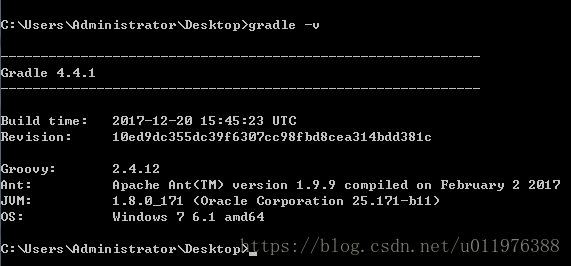 C:\Users\Administrator\Desktop>gradle -v
------------------------------------------------------------
Gradle 4.4.1
------------------------------------------------------------
Build time:   2017-12-20 15:45:23 UTC
Revision:     10ed9dc355dc39f6307cc98fbd8cea314bdd381c
Groovy:       2.4.12
Ant:          Apache Ant(TM) version 1.9.9 compiled on February 2 2017
JVM:          1.8.0_171 (Oracle Corporation 25.171-b11)
OS:           Windows 7 6.1 amd64
C:\Users\Administrator\Desktop>
https://blog.csdn.net/u011976388